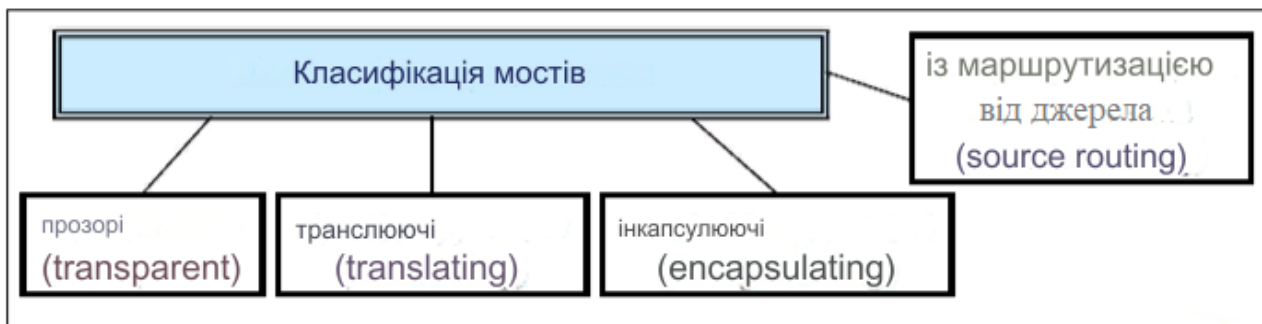 Класифікація мостів
із маршрутизацією
від джерела
(source routing)
прозорі
(transparent)
транслюючі
(translating)
інкапсулюючі
(encapsulating)